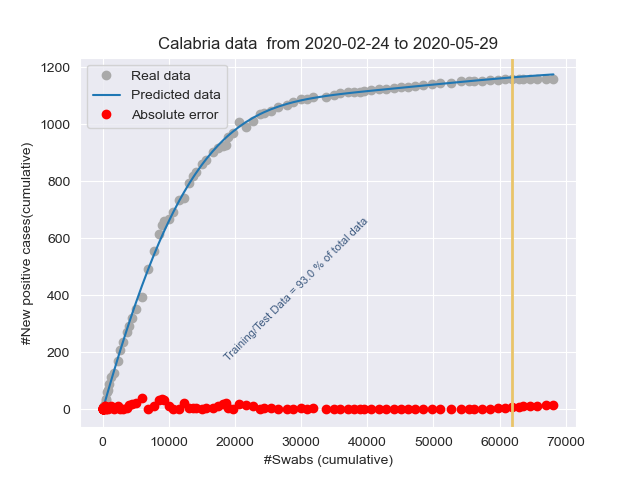 Calabria data from 2020-02-24 to 2020-05-29
Real data
Predicted data
Absolute error
#New positive cases(cumulative)
1200
1000
800
600
400
200
0
Training/Test Data = 93.0 % of total data
0 10000 20000 30000 40000 50000 60000 70000
#Swabs (cumulative)